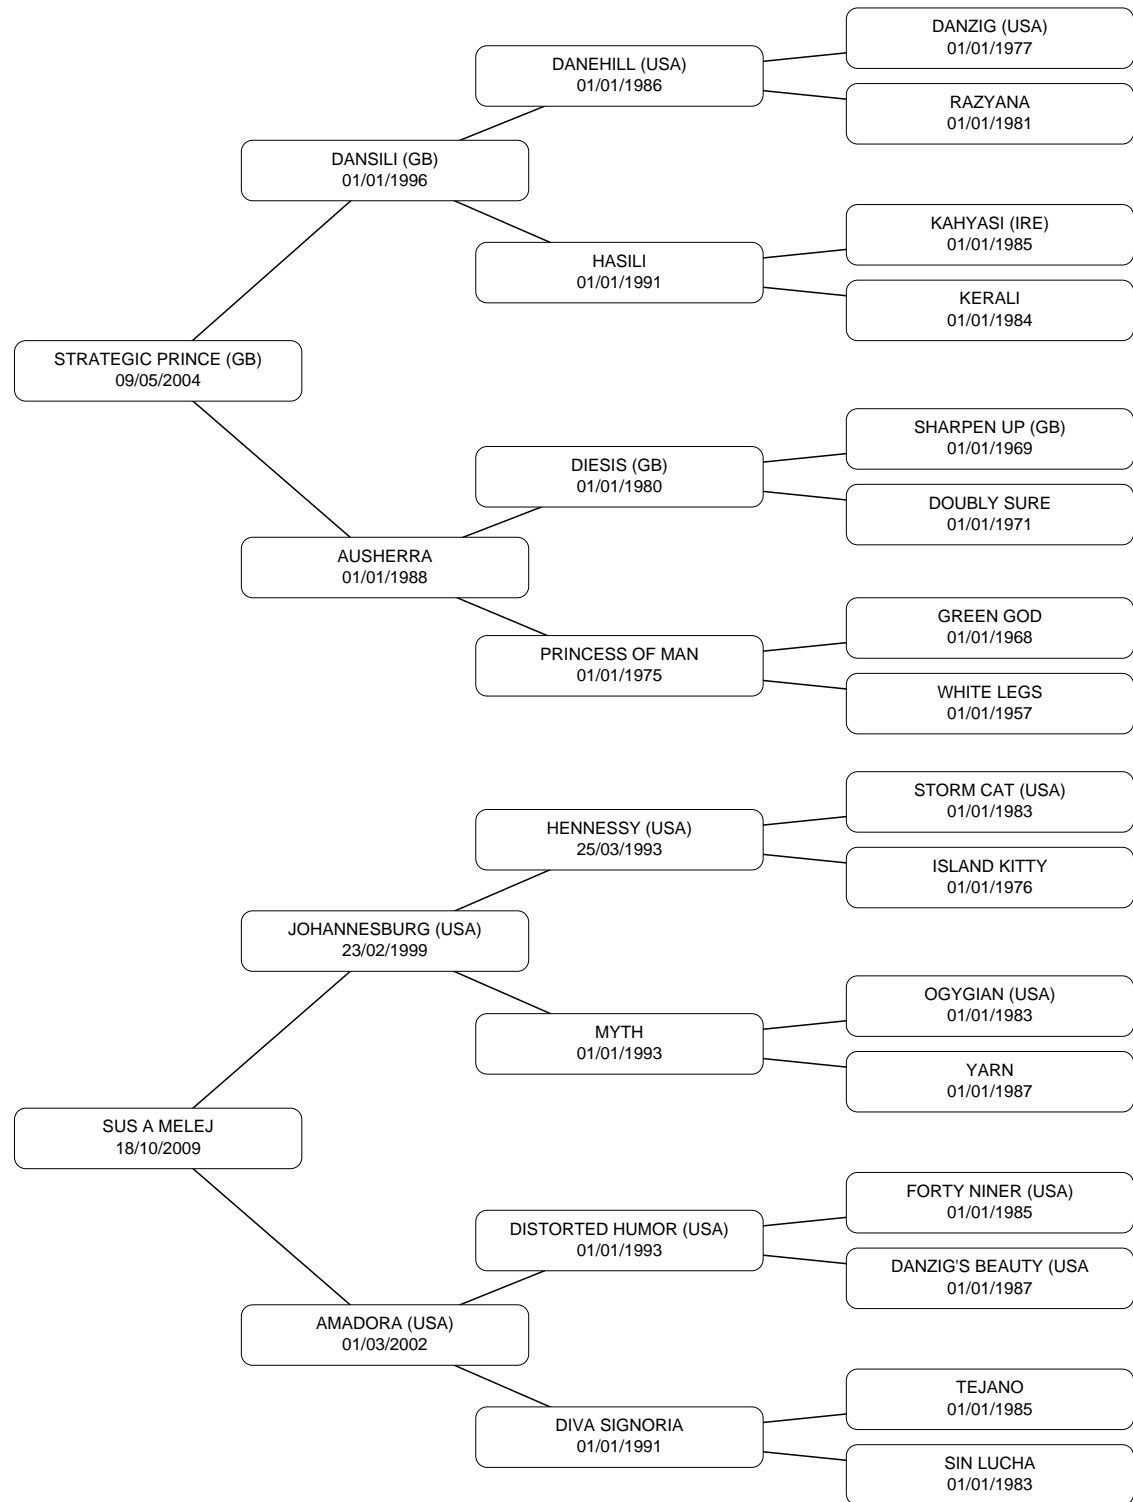 DANZIG (USA)
01/01/1977
DANEHILL (USA)
01/01/1986
RAZYANA
01/01/1981
DANSILI (GB)
01/01/1996
KAHYASI (IRE)
01/01/1985
HASILI
01/01/1991
KERALI
01/01/1984
STRATEGIC PRINCE (GB)
09/05/2004
SHARPEN UP (GB)
01/01/1969
DIESIS (GB)
01/01/1980
DOUBLY SURE
01/01/1971
AUSHERRA
01/01/1988
GREEN GOD
01/01/1968
PRINCESS OF MAN
01/01/1975
WHITE LEGS
01/01/1957
STORM CAT (USA)
01/01/1983
HENNESSY (USA)
25/03/1993
ISLAND KITTY
01/01/1976
JOHANNESBURG (USA)
23/02/1999
OGYGIAN (USA)
01/01/1983
MYTH
01/01/1993
YARN
01/01/1987
SUS A MELEJ
18/10/2009
FORTY NINER (USA)
01/01/1985
DISTORTED HUMOR (USA)
01/01/1993
DANZIG'S BEAUTY (USA
01/01/1987
AMADORA (USA)
01/03/2002
TEJANO
01/01/1985
DIVA SIGNORIA
01/01/1991
SIN LUCHA
01/01/1983